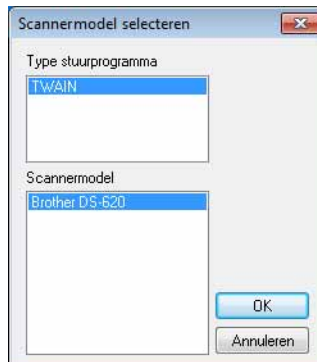 Scannermodel selecteren
Type stuurprogramma
TWAIN
Scannermodel
Brother DS-620
OK
Annuleren